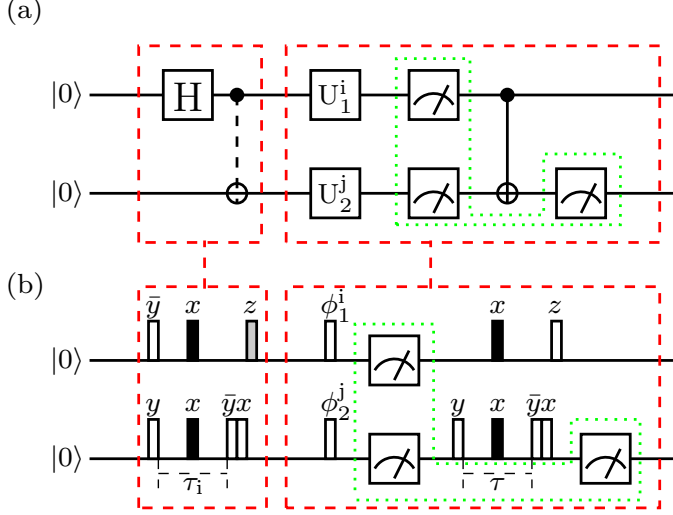 (a)
|0⟩ H U₁ⁱ
|0⟩ U₂ʲ
(b)
ȳ x z ϕ₁ⁱ x z
|0⟩
y x ȳx ϕ₂ʲ y x ȳx
|0⟩
τᵢ τ